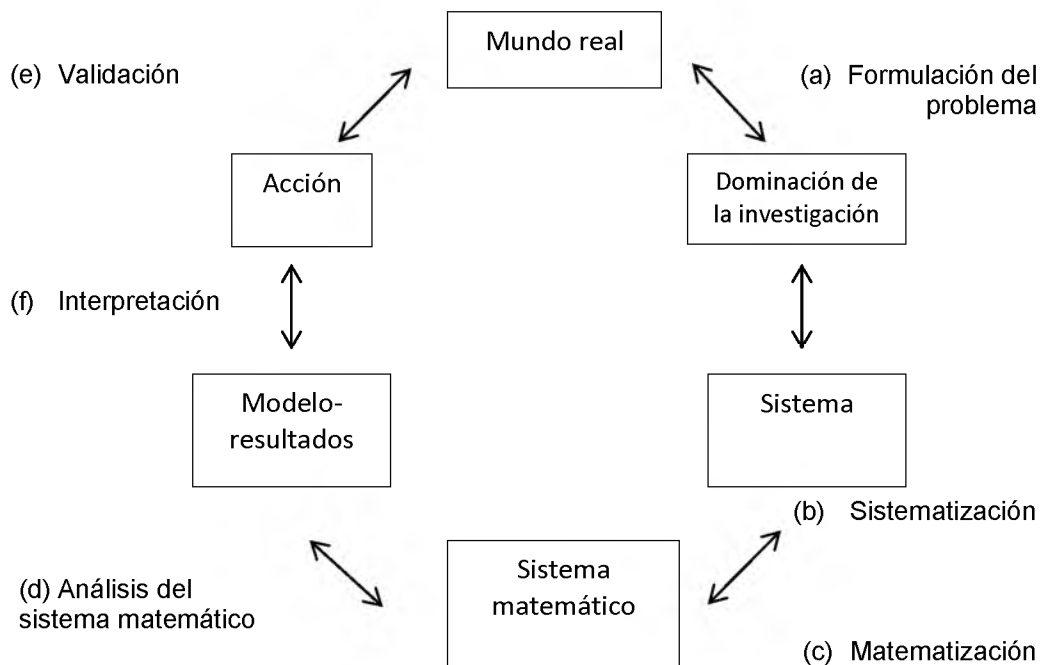 Mundo real
(e) Validación
(a) Formulación del
problema
Acción
Dominación de
la investigación
(f) Interpretación
Modelo-
resultados
Sistema
(b) Sistematización
Sistema
matemático
(d) Análisis del
sistema matemático
(c) Matematización